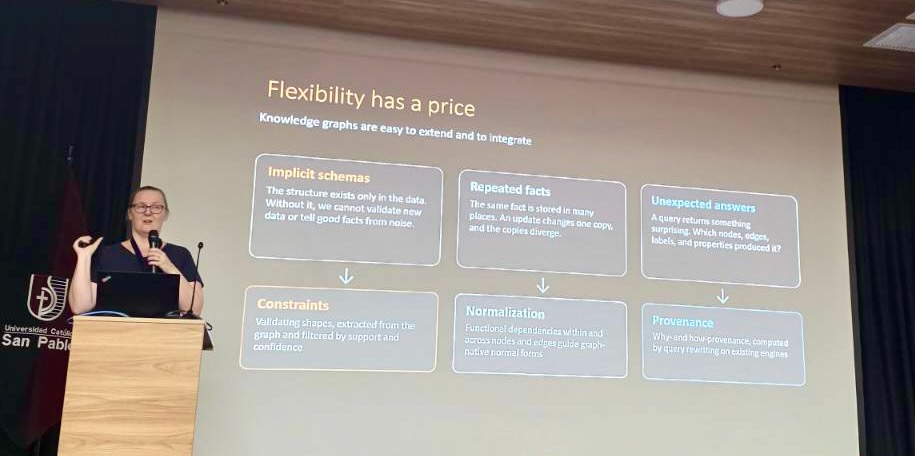 Flexibility has a price
Knowledge graphs are easy to extend and to integrate
Implicit schemas
The structure exists only in the data.
Without it, we cannot validate new
data or tell good facts from noise.
Repeated facts
The same fact is stored in many
places. An update changes one copy,
and the copies diverge.
Unexpected answers
A query returns something
surprising. Which nodes, edges,
labels, and properties produced it?
Constraints
Validating shapes, extracted from the
graph and filtered by support and
confidence
Normalization
Functional dependencies within and
across nodes and edges guide graph-
native normal forms
Provenance
Why- and how-provenance, computed
by query rewriting on existing engines
Universidad Católica
San Pablo